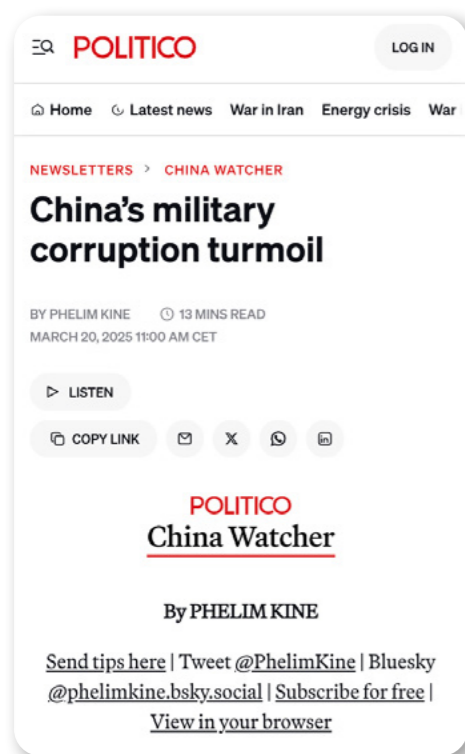 POLITICO
LOG IN
Home Latest news War in Iran Energy crisis War
NEWSLETTERS > CHINA WATCHER
China's military
corruption turmoil
BY PHELIM KINE 13 MINS READ
MARCH 20, 2025 11:00 AM CET
LISTEN
COPY LINK
POLITICO
China Watcher
By PHELIM KINE
Send tips here | Tweet @PhelimKine | Bluesky
@phelimkine.bsky.social | Subscribe for free |
View in your browser